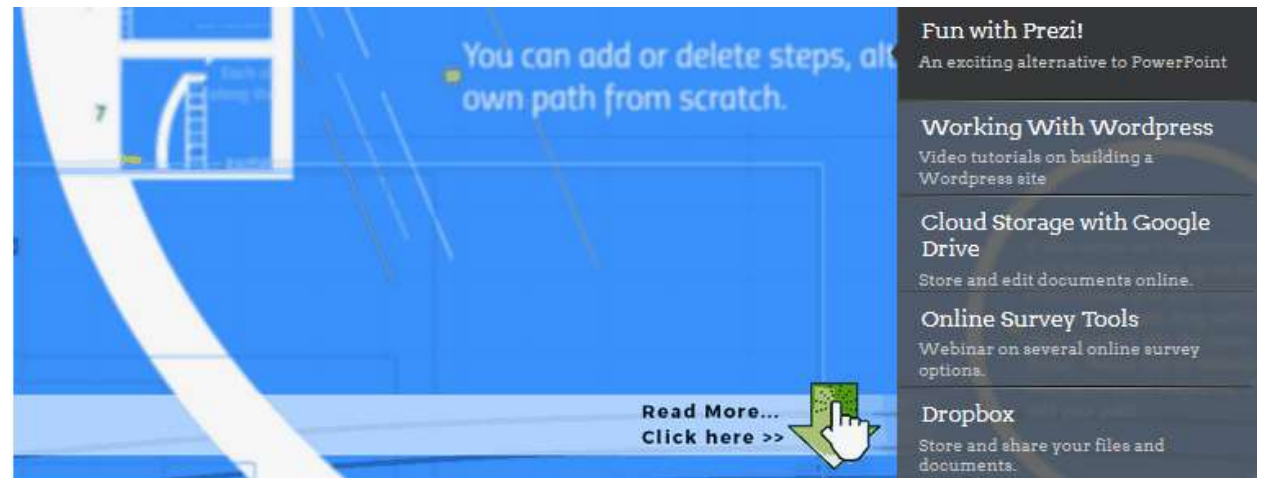 You can add or delete steps, alt
own path from scratch.
7
Read More...
Click here >>
Fun with Prezi!
An exciting alternative to PowerPoint
Working With Wordpress
Video tutorials on building a
Wordpress site
Cloud Storage with Google
Drive
Store and edit documents online.
Online Survey Tools
Webinar on several online survey
options.
Dropbox
Store and share your files and
documents.